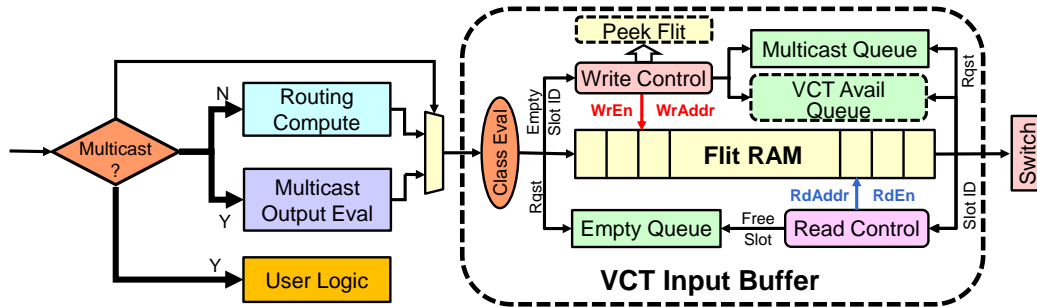 Peek Flit
Multicast Queue
Write Control
VCT Avail
Queue
Rqst
N
Routing
Compute
Empty
Slot ID
WrEn
WrAddr
Multicast
?
Class Eval
Flit RAM
Switch
Multicast
Output Eval
Y
Rqst
RdAddr
RdEn
Slot ID
Empty Queue
Free
Slot
Read Control
Y
User Logic
VCT Input Buffer